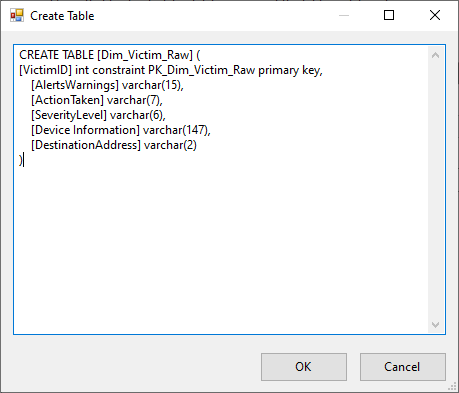 Create Table
CREATE TABLE [Dim_Victim_Raw] (
[VictimID] int constraint PK_Dim_Victim_Raw primary key,
    [AlertsWarnings] varchar(15),
    [ActionTaken] varchar(7),
    [SeverityLevel] varchar(6),
    [Device Information] varchar(147),
    [DestinationAddress] varchar(2)
)
OK
Cancel